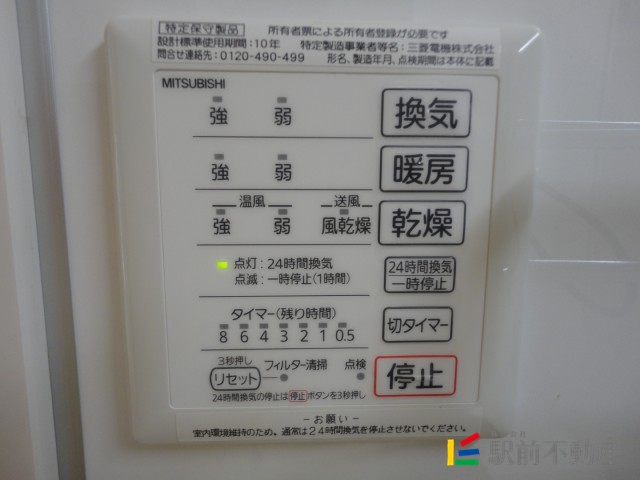 特定保守製品 所有者票による所有者登録が必要です
設計標準使用期間：10年 特定製造事業者等名：三菱電機株式会社
問合せ連絡先：0120-490-499 形名、製造年月、点検期間は本体に記載
MITSUBISHI
強 弱 換気
強 弱 暖房
温風 送風
強 弱 風乾燥 乾燥
点灯：24時間換気
点滅：一時停止(1時間)
24時間換気
一時停止
タイマー(残り時間)
8 6 4 3 2 1 0.5
切タイマー
3秒押し
リセット フィルター清掃 点検
停止
24時間換気の停止は停止ボタンを3秒押し
－お願い－
室内環境維持のため、通常は24時間換気を停止させないでください。
駅前不動産